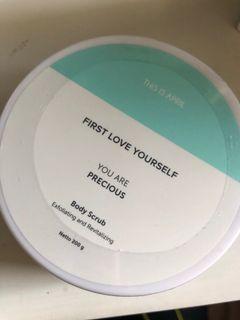 THIS IS APRIL
FIRST LOVE YOURSELF
YOU ARE
PRECIOUS
Body Scrub
Exfoliating and Revitalizing
Netto 200 g